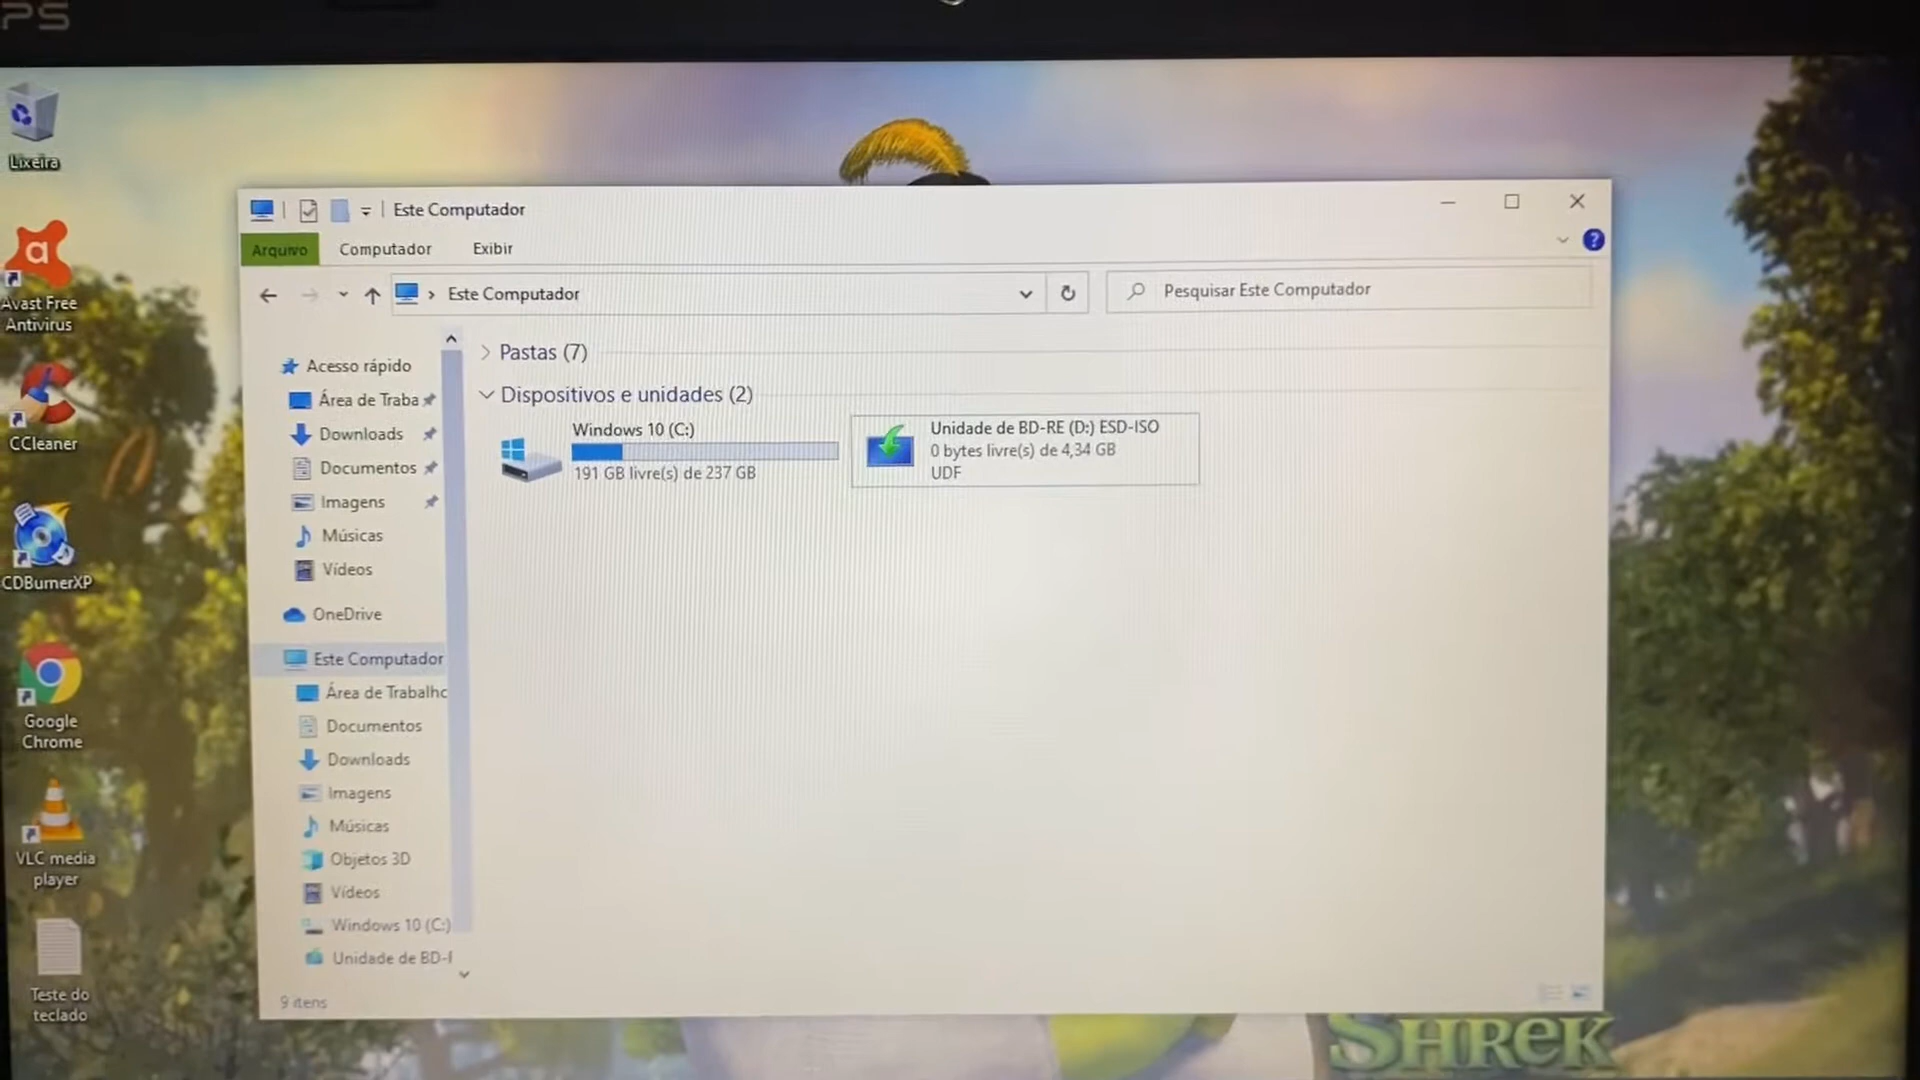 PS
Lixeira
Avast Free
Antivirus
CCleaner
CDBurnerXP
Google
Chrome
VLC media
player
Teste do
teclado
Este Computador
Arquivo
Computador
Exibir
?
Este Computador
Pesquisar Este Computador
Acesso rápido
Área de Traba
Downloads
Documentos
Imagens
Músicas
Vídeos
OneDrive
Este Computador
Área de Trabalho
Documentos
Downloads
Imagens
Músicas
Objetos 3D
Vídeos
Windows 10 (C:)
Unidade de BD-
9 itens
Pastas (7)
Dispositivos e unidades (2)
Windows 10 (C:)
191 GB livre(s) de 237 GB
Unidade de BD-RE (D:) ESD-ISO
0 bytes livre(s) de 4,34 GB
UDF
SHREK